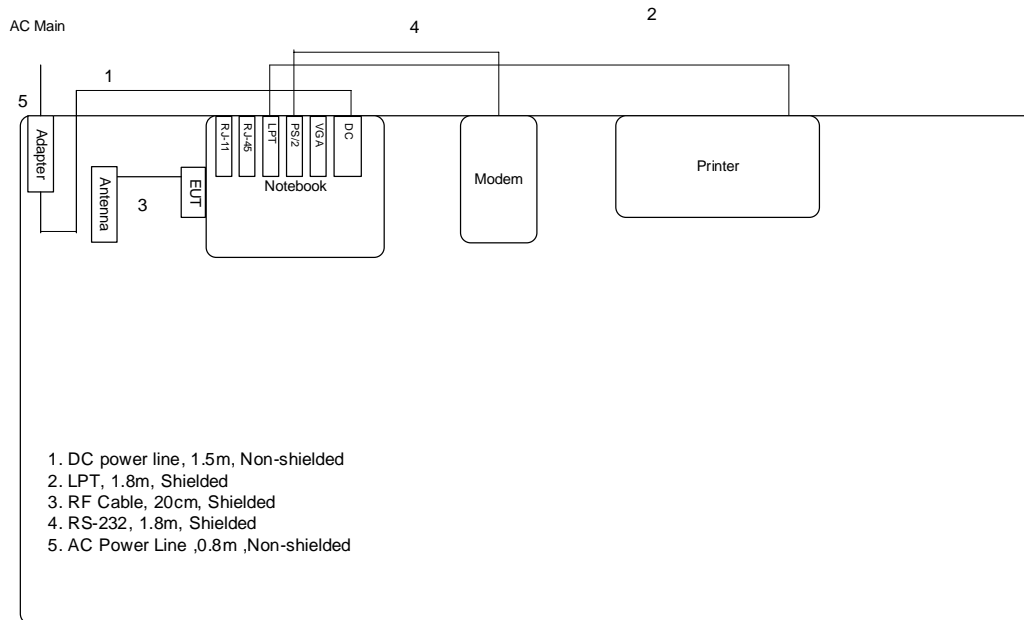 2
AC Main
4
1
5
Adapter
Antenna
3
EUT
RJ-11
RJ-45
LPT
PS/2
VGA
DC
Notebook
Modem
Printer
1. DC power line, 1.5m, Non-shielded
2. LPT, 1.8m, Shielded
3. RF Cable, 20cm, Shielded
4. RS-232, 1.8m, Shielded
5. AC Power Line ,0.8m ,Non-shielded